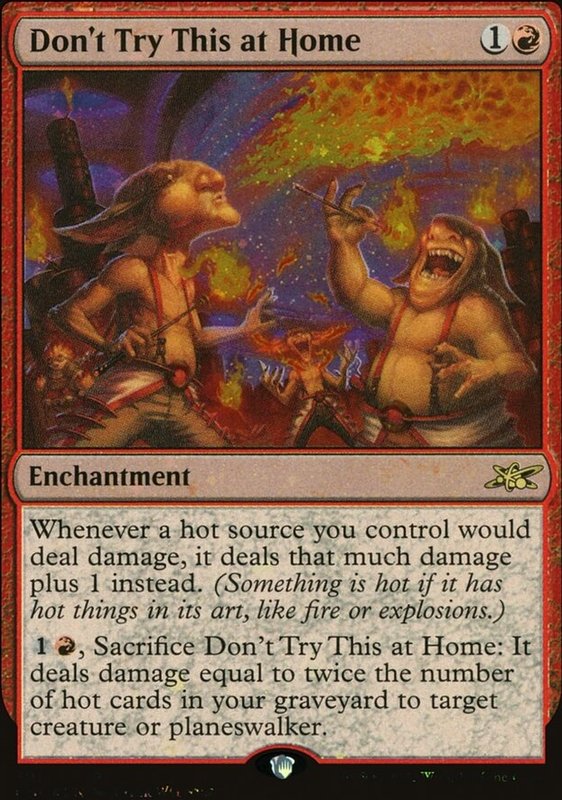 Don't Try This at Home 1
Enchantment
Whenever a hot source you control would
deal damage, it deals that much damage
plus 1 instead. (Something is hot if it has
hot things in its art, like fire or explosions.)
1 , Sacrifice Don't Try This at Home: It
deals damage equal to twice the number
of hot cards in your graveyard to target
creature or planeswalker.